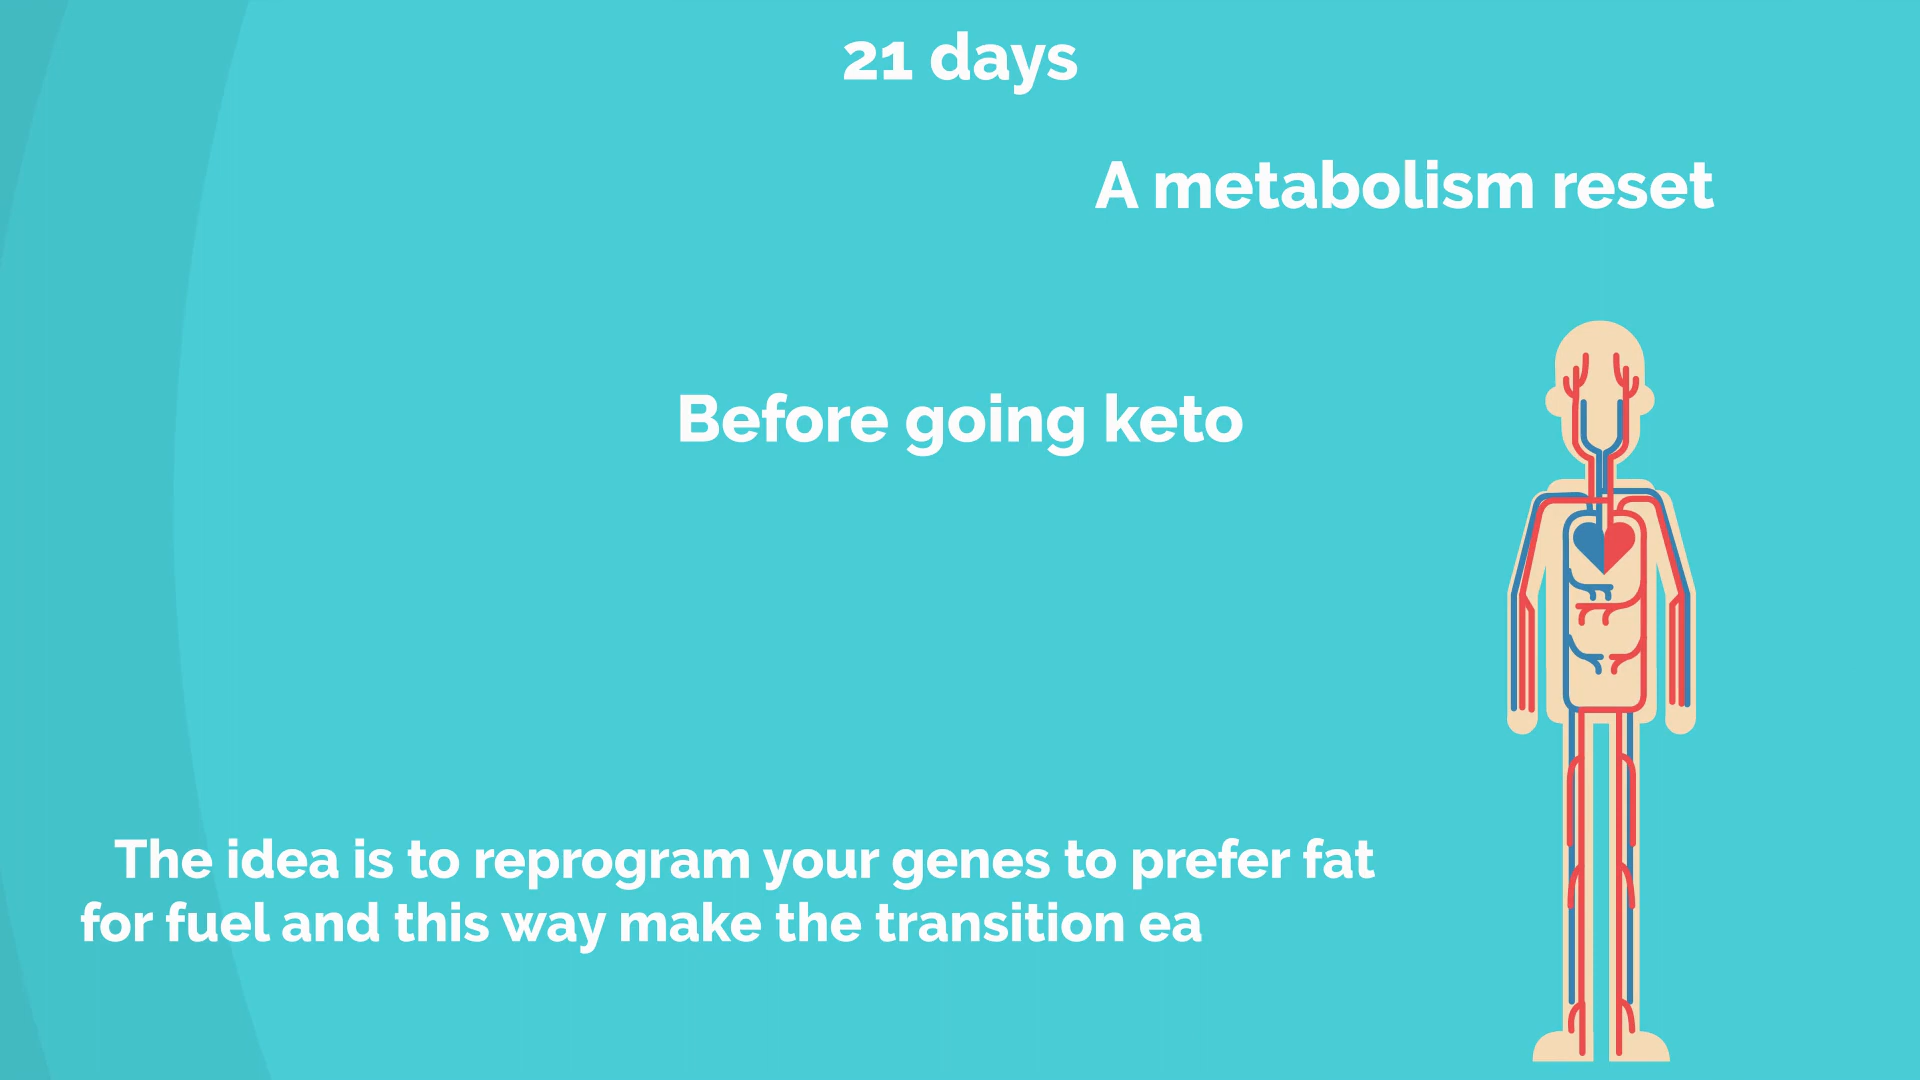 21 days
A metabolism reset
Before going keto
The idea is to reprogram your genes to prefer fat
for fuel and this way make the transition ea